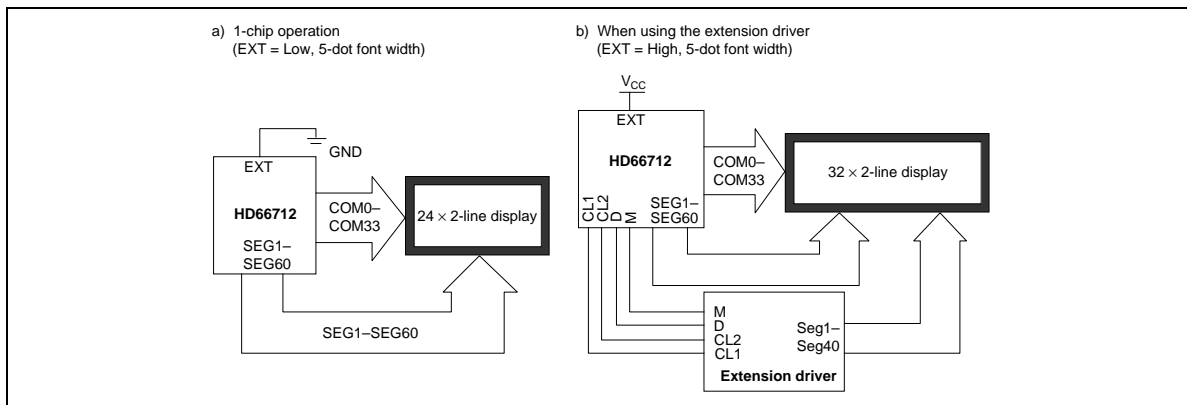 a) 1-chip operation
(EXT = Low, 5-dot font width)
EXT
GND
HD66712
COM0–
COM33
SEG1–
SEG60
24 × 2-line display
SEG1–SEG60
b) When using the extension driver
(EXT = High, 5-dot font width)
VCC
EXT
HD66712
COM0–
COM33
CL1
CL2
D
M
SEG1–
SEG60
32 × 2-line display
M
D
CL2
CL1
Seg1–
Seg40
Extension driver